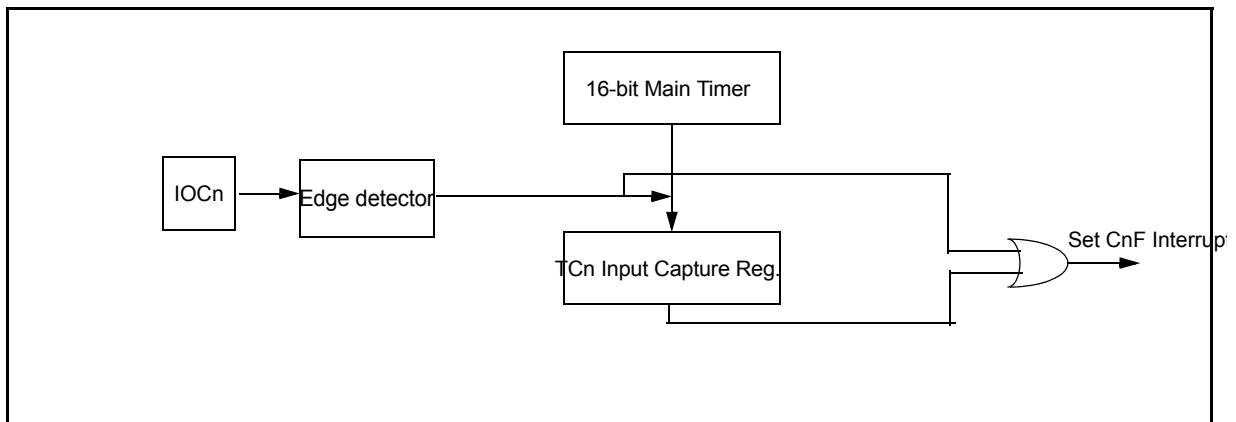 16-bit Main Timer
IOCn
Edge detector
TCn Input Capture Reg.
Set CnF Interrupt